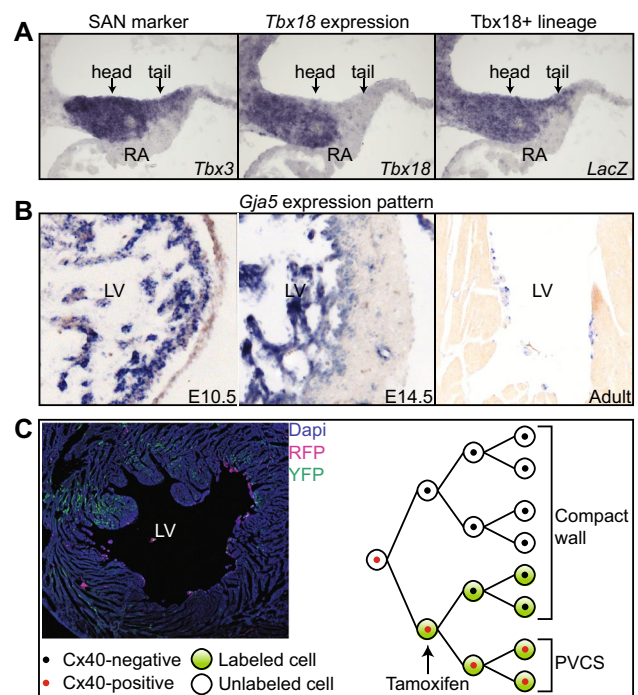 A
SAN marker
Tbx18 expression
Tbx18+ lineage
head tail
head tail
head tail
RA
RA
RA
Tbx3
Tbx18
LacZ
B
Gja5 expression pattern
LV
LV
LV
E10.5
E14.5
Adult
C
Dapi
RFP
YFP
LV
Compact
wall
PVCS
Tamoxifen
Cx40-negative
Labeled cell
Cx40-positive
Unlabeled cell